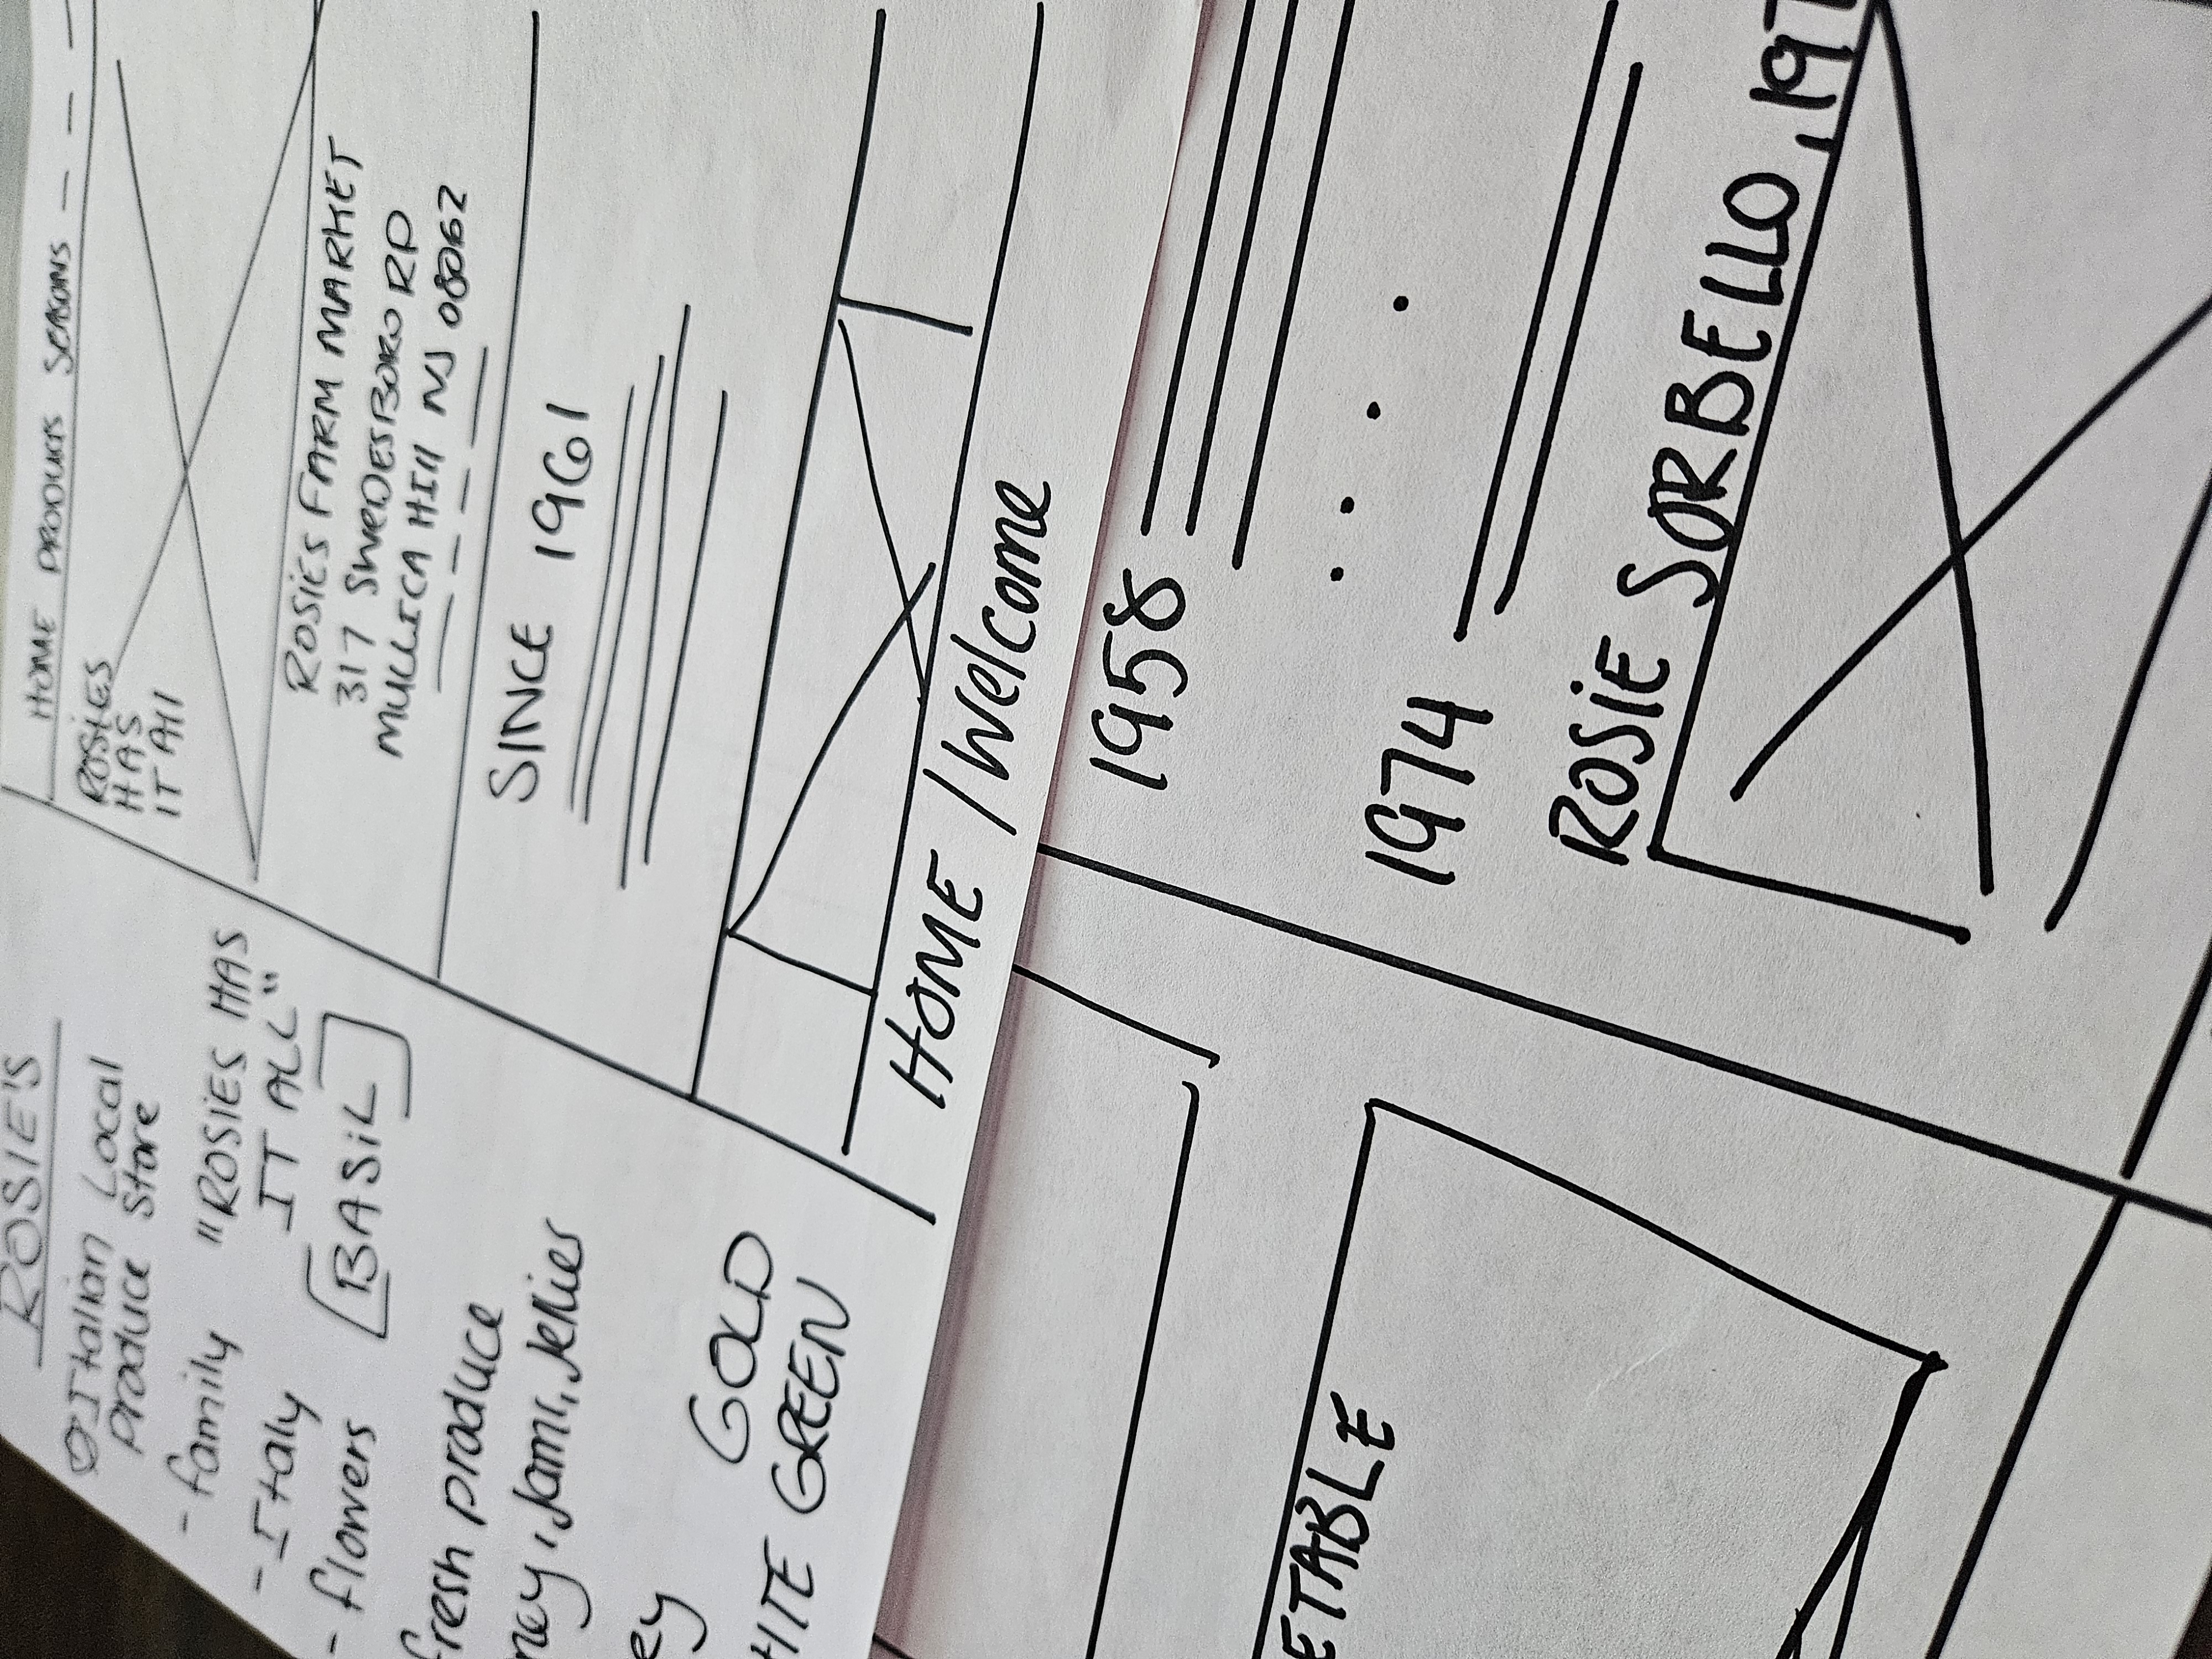 ROSIE'S
Italian Local
Produce Store
- family
"ROSIES HAS
IT ALL"
- Italy
- flowers
[BASIL]
fresh produce
ney, Jams, Jellies
ey
GOLD
HITE GREEN
HOME PRODUCTS SEASONS
ROSIES
HAS
IT All
ROSIES FARM MARKET
317 SWEDESBORO RD
MULLICA Hill NJ 08062
SINCE 1961
HOME / Welcome
ETABLE
1958
1974
ROSIE SORBELLO, 197